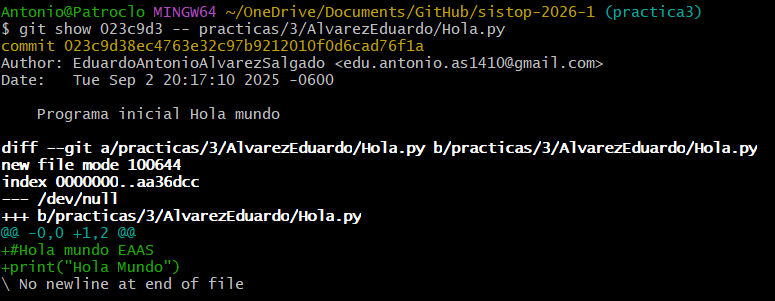 Antonio@Patroclo MINGW64 ~/OneDrive/Documents/GitHub/sistop-2026-1 (practica3)
$ git show 023c9d3 -- practicas/3/AlvarezEduardo/Hola.py
commit 023c9d38ec4763e32c97b9212010f0d6cad76f1a
Author: EduardoAntonioAlvarezSalgado <edu.antonio.as1410@gmail.com>
Date:   Tue Sep 2 20:17:10 2025 -0600
    Programa inicial Hola mundo
diff --git a/practicas/3/AlvarezEduardo/Hola.py b/practicas/3/AlvarezEduardo/Hola.py
new file mode 100644
index 0000000..aa36dcc
--- /dev/null
+++ b/practicas/3/AlvarezEduardo/Hola.py
@@ -0,0 +1,2 @@
+#Hola mundo EAAS
+print("Hola Mundo")
\ No newline at end of file